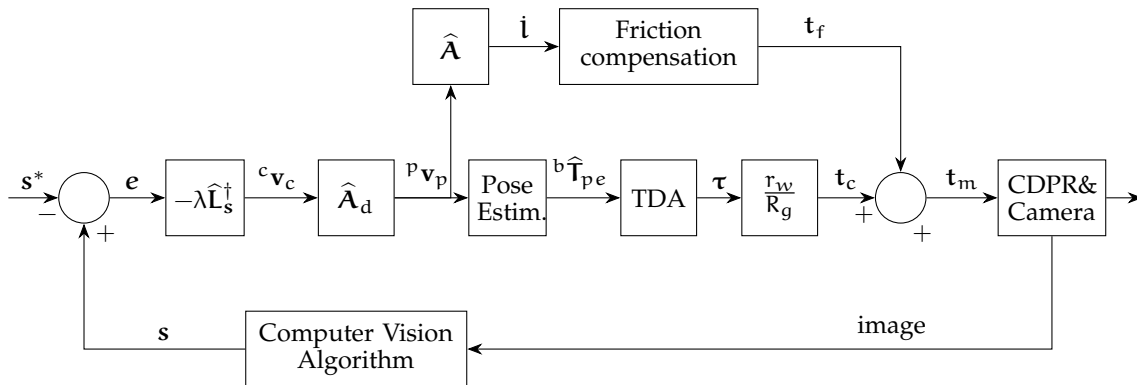 Â
l̇
Friction
compensation
t_f
s*
−
+
e
−λL̂_s^†
^c v_c
Â_d
^p v_p
Pose
Estim.
^b T̂_pe
TDA
τ
r_w
R_g
t_c
+
+
t_m
CDPR&
Camera
s
Computer Vision
Algorithm
image